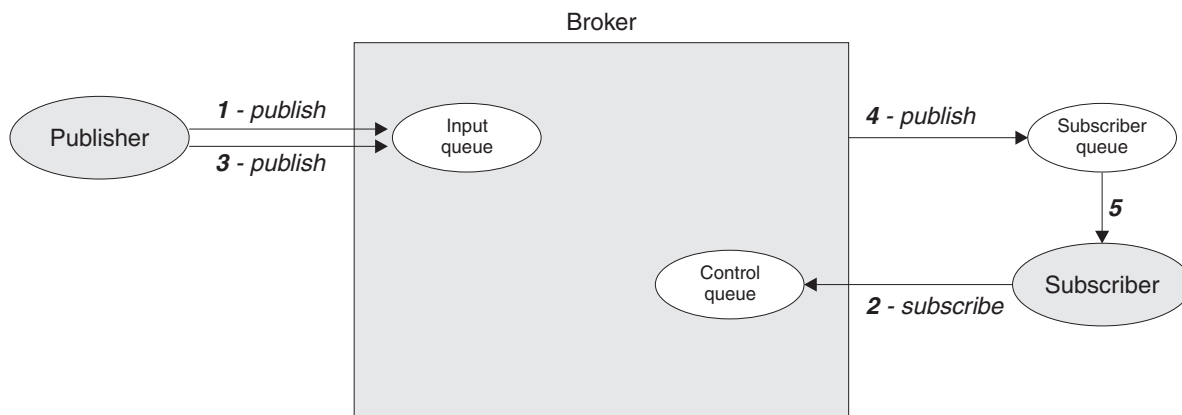 Broker
Publisher
1 - publish
3 - publish
Input
queue
4 - publish
Subscriber
queue
5
Control
queue
2 - subscribe
Subscriber